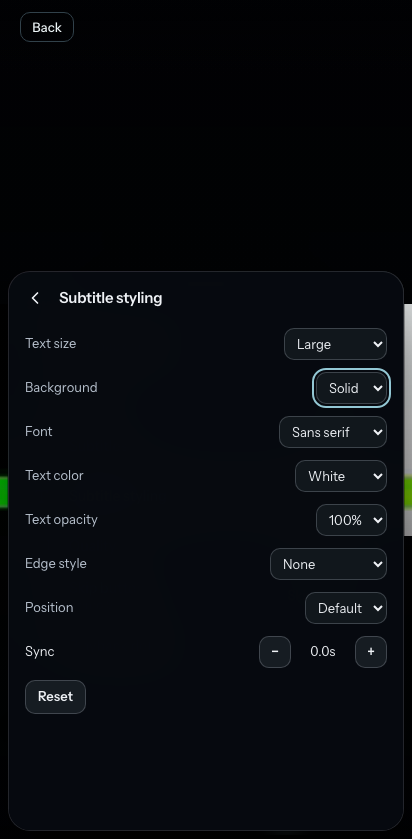 Back
Subtitle styling
Text size Large
Background Solid
Font Sans serif
Text color White
Text opacity 100%
Edge style None
Position Default
Sync − 0.0s +
Reset